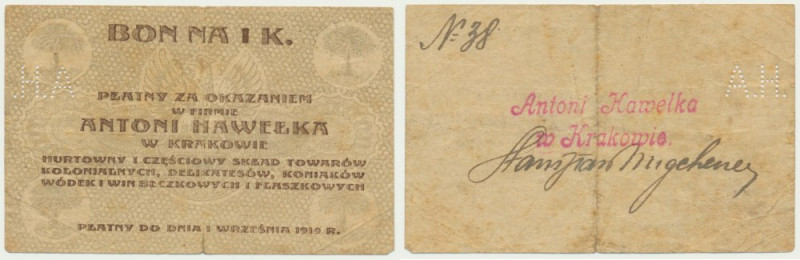 BON NA 1 K.
PŁATNY ZA OKAZANIEM
W FIRMIE
ANTONI HAWEŁKA
W KRAKOWIE
HURTOWNY I CZĘŚCIOWY SKŁAD TOWARÓW
KOLONIALNYCH, DELIKATESÓW, KONIAKÓW
WÓDEK I WIN BECZKOWYCH I FLASZKOWYCH
PŁATNY DO DNIA 1 WRZEŚNIA 1919 R.
№ 38
A.H.
Antoni Hawełka
w Krakowie.